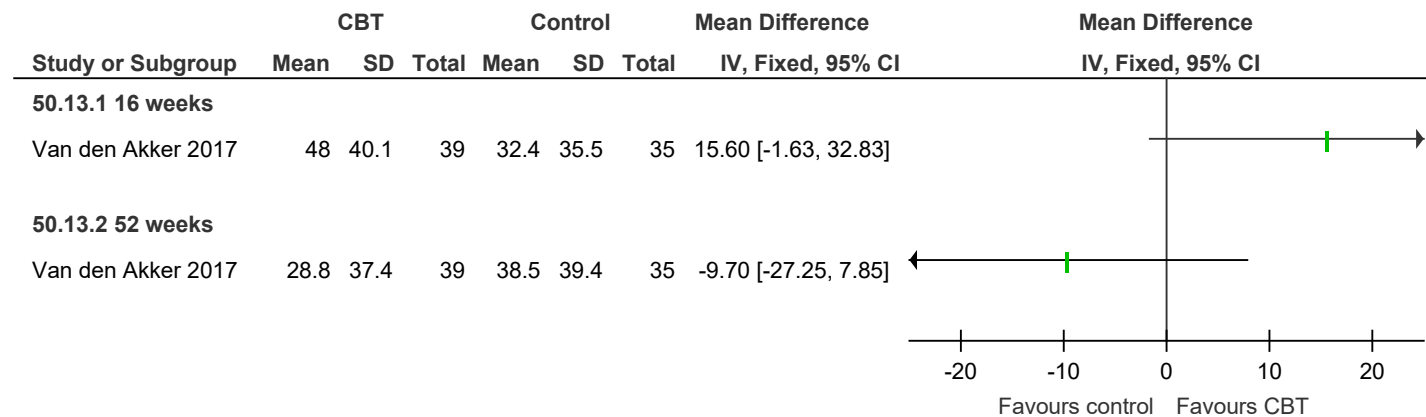 CBT Control Mean Difference Mean Difference
Study or Subgroup Mean SD Total Mean SD Total IV, Fixed, 95% CI IV, Fixed, 95% CI
50.13.1 16 weeks
Van den Akker 2017 48 40.1 39 32.4 35.5 35 15.60 [-1.63, 32.83]
50.13.2 52 weeks
Van den Akker 2017 28.8 37.4 39 38.5 39.4 35 -9.70 [-27.25, 7.85]
-20 -10 0 10 20
Favours control Favours CBT